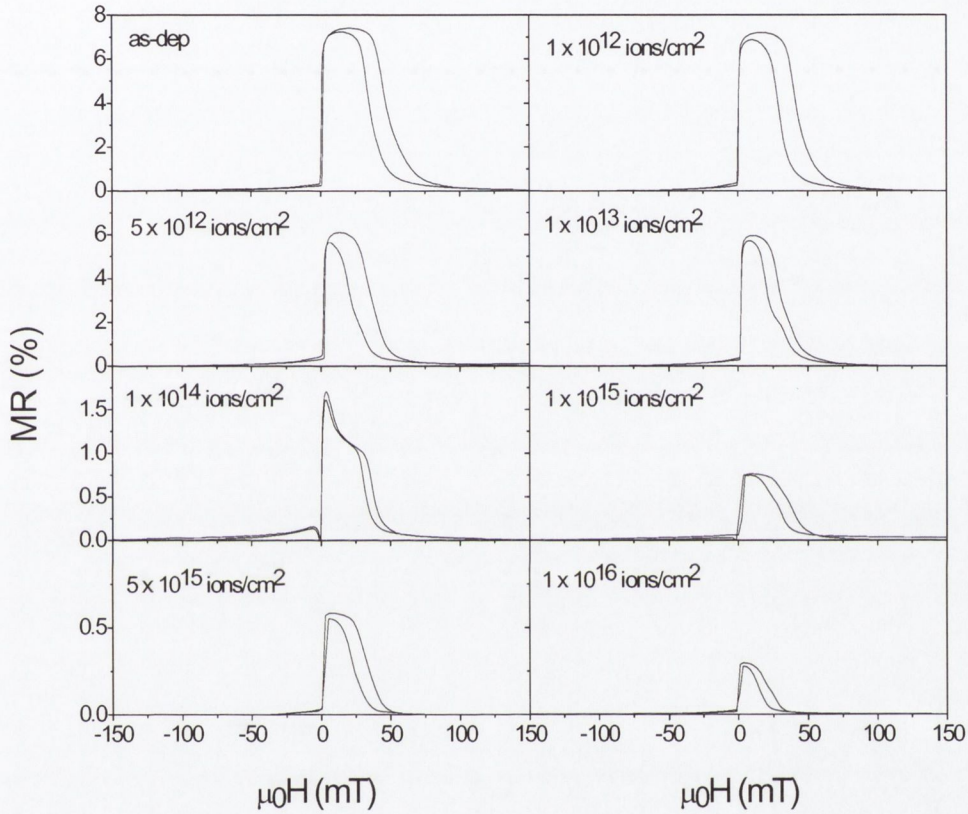 MR (%)
8
6
4
2
0
as-dep
1 x 10¹² ions/cm²
6
4
2
0
5 x 10¹² ions/cm²
1 x 10¹³ ions/cm²
1.5
1.0
0.5
0.0
1 x 10¹⁴ ions/cm²
1 x 10¹⁵ ions/cm²
0.5
0.0
5 x 10¹⁵ ions/cm²
1 x 10¹⁶ ions/cm²
-150 -100 -50 0 50 100 -150 -100 -50 0 50 100 150
μ₀H (mT) μ₀H (mT)